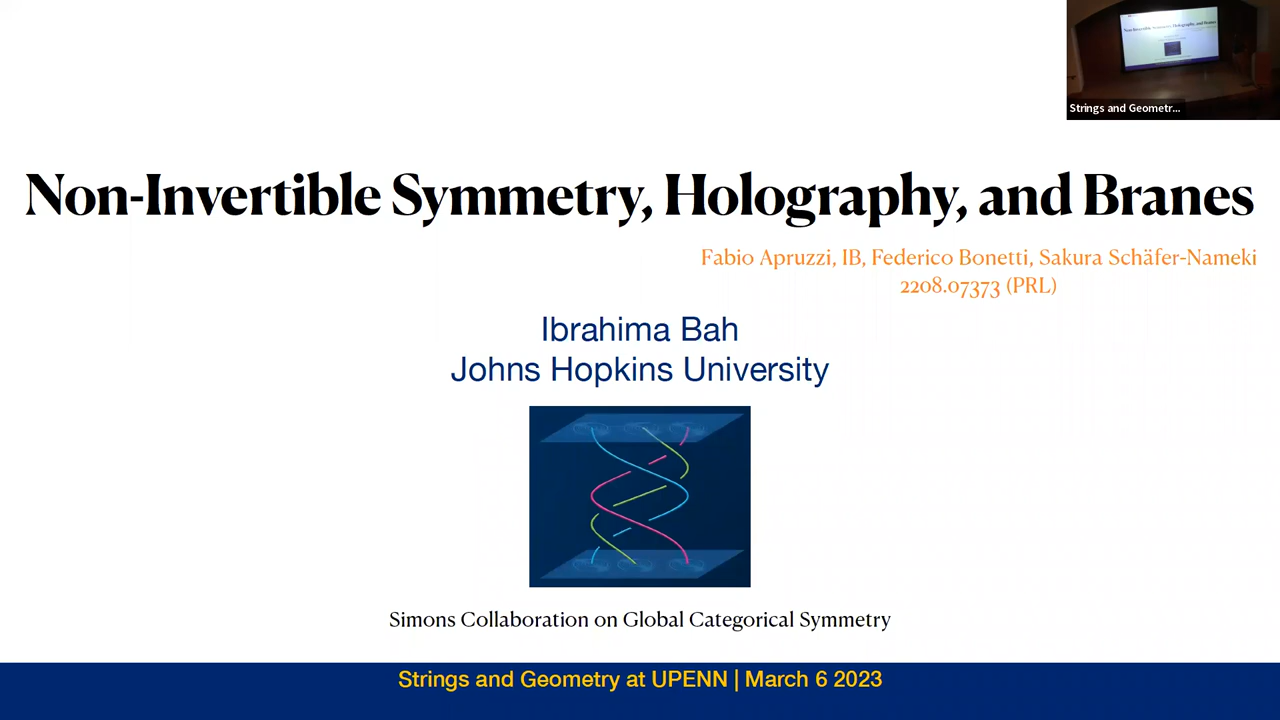 Strings and Geometr...
Non-Invertible Symmetry, Holography, and Branes
Fabio Apruzzi, IB, Federico Bonetti, Sakura Schäfer-Nameki
2208.07373 (PRL)
Ibrahima Bah
Johns Hopkins University
Simons Collaboration on Global Categorical Symmetry
Strings and Geometry at UPENN | March 6 2023